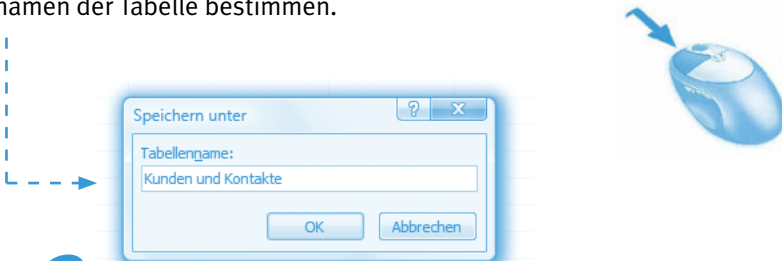 namen der Tabelle bestimmen.
Speichern unter
Tabellenname:
Kunden und Kontakte
OK
Abbrechen